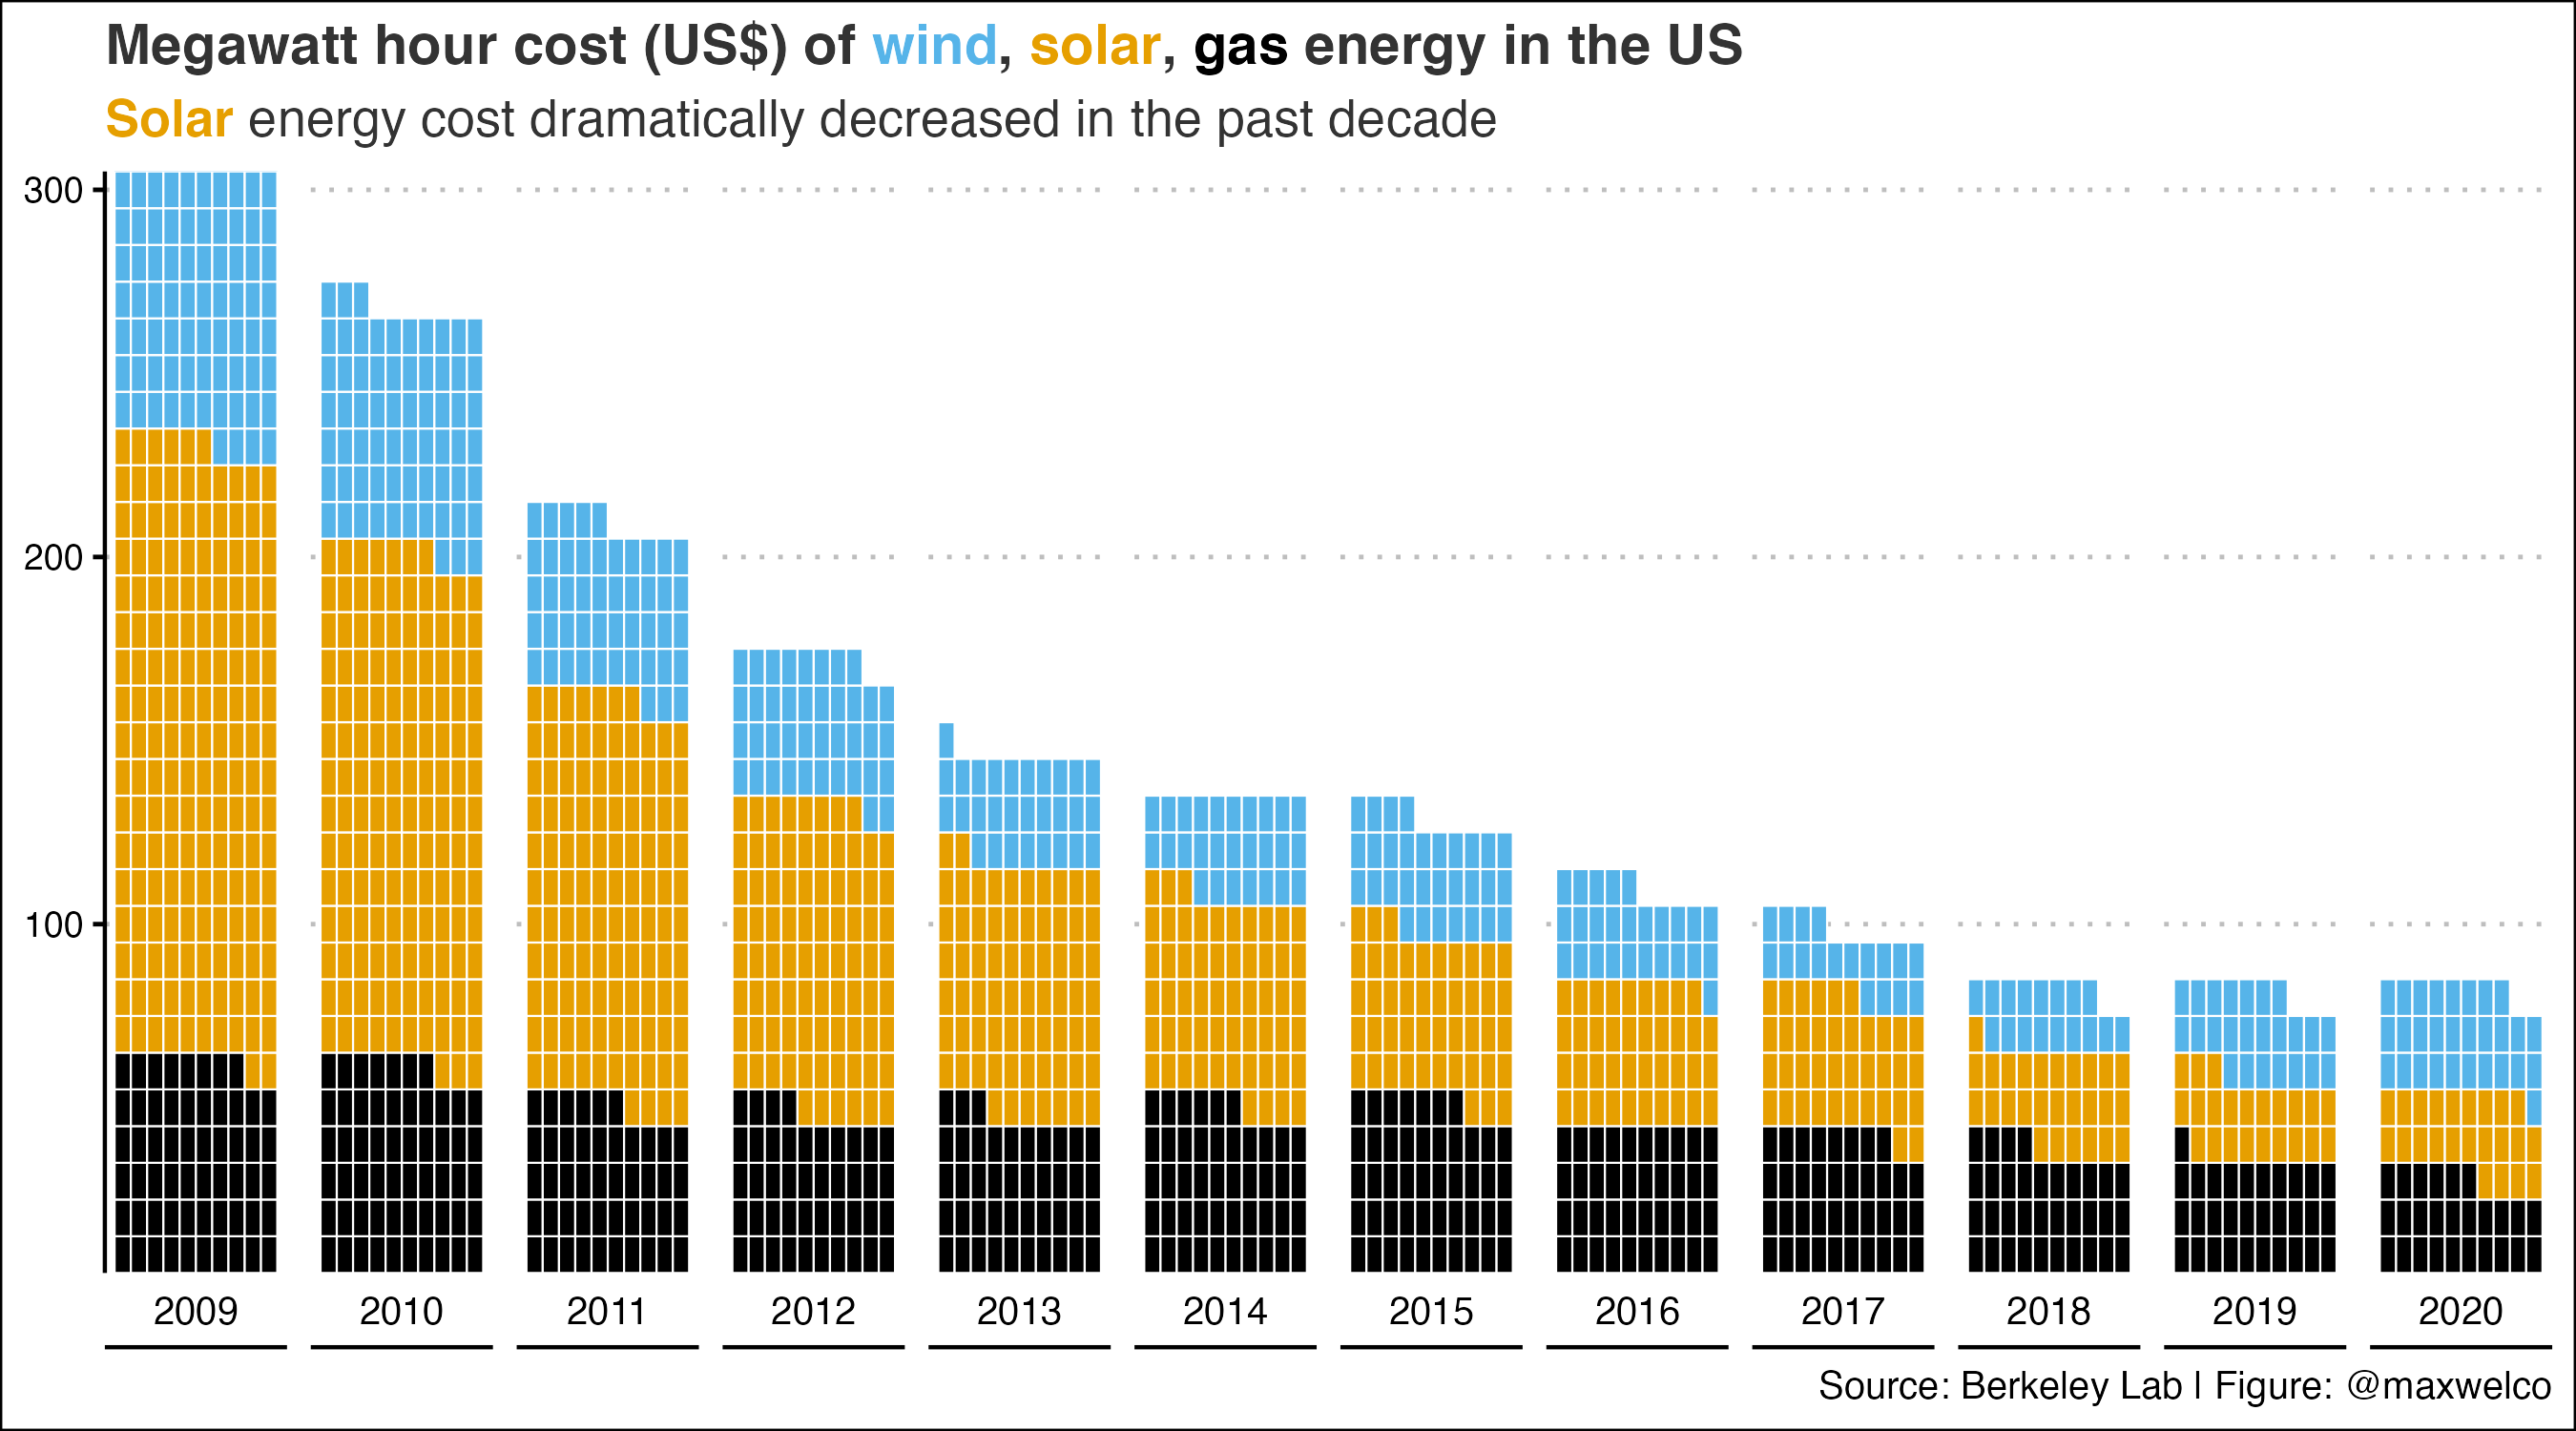 Megawatt hour cost (US$) of wind, solar, gas energy in the US
Solar energy cost dramatically decreased in the past decade
300
200
100
2009 2010 2011 2012 2013 2014 2015 2016 2017 2018 2019 2020
Source: Berkeley Lab | Figure: @maxwelco